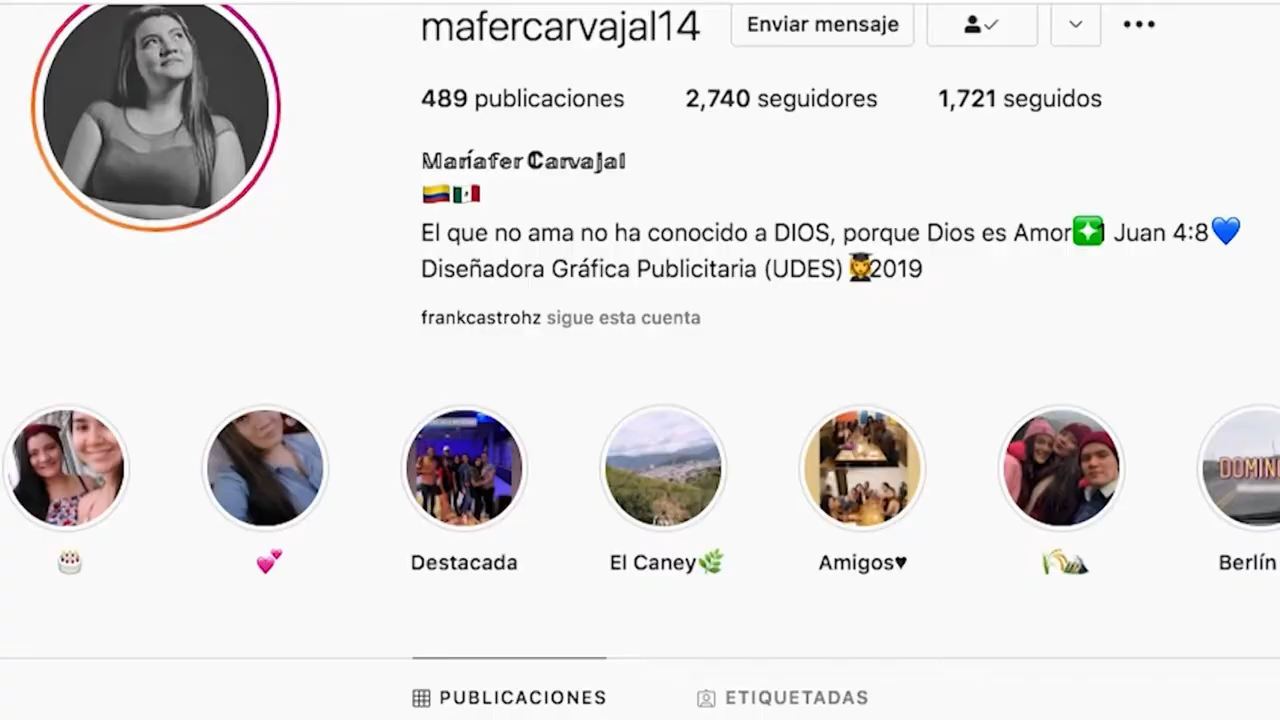 mafercarvajal14 Enviar mensaje
489 publicaciones 2,740 seguidores 1,721 seguidos
Maríafer Carvajal
🇨🇴🇲🇽
El que no ama no ha conocido a DIOS, porque Dios es Amor❇️1 Juan 4:8💙
Diseñadora Gráfica Publicitaria (UDES) 👩‍🎓2019
frankcastrohz sigue esta cuenta
DOMIN
🎂 💕 Destacada El Caney🌿 Amigos♥ Berlín
PUBLICACIONES ETIQUETADAS